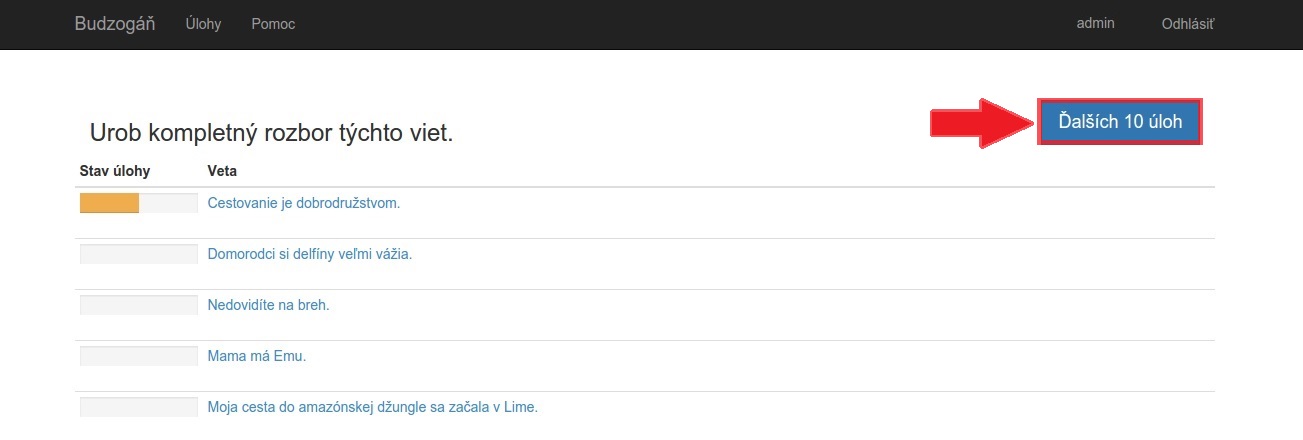 Budzogáň Úlohy Pomoc admin Odhlásiť
Urob kompletný rozbor týchto viet. Ďalších 10 úloh
Stav úlohy Veta
Cestovanie je dobrodružstvom.
Domorodci si delfíny veľmi vážia.
Nedovidíte na breh.
Mama má Emu.
Moja cesta do amazónskej džungle sa začala v Lime.